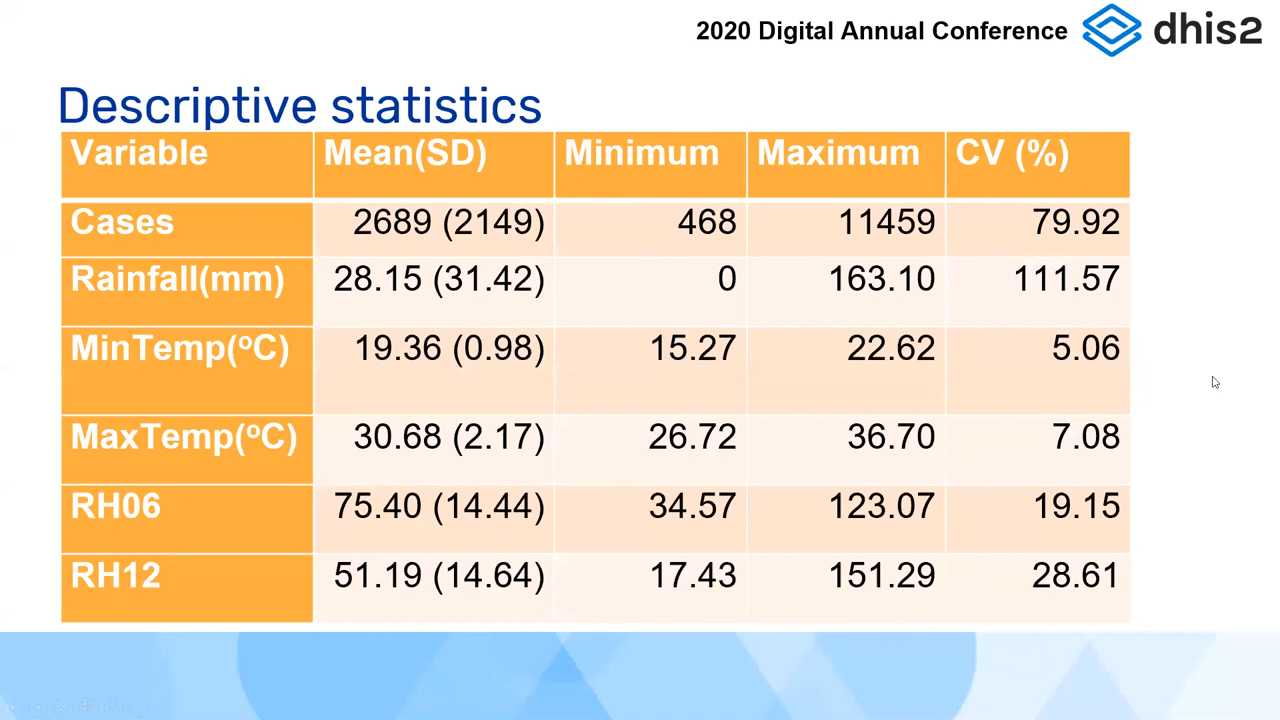 2020 Digital Annual Conference
dhis2
Descriptive statistics
Variable Mean(SD) Minimum Maximum CV (%)
Cases 2689 (2149) 468 11459 79.92
Rainfall(mm) 28.15 (31.42) 0 163.10 111.57
MinTemp(ºC) 19.36 (0.98) 15.27 22.62 5.06
MaxTemp(ºC) 30.68 (2.17) 26.72 36.70 7.08
RH06 75.40 (14.44) 34.57 123.07 19.15
RH12 51.19 (14.64) 17.43 151.29 28.61